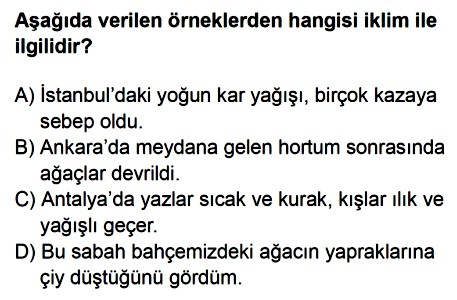 Aşağıda verilen örneklerden hangisi iklim ile
ilgilidir?
A) İstanbul'daki yoğun kar yağışı, birçok kazaya
sebep oldu.
B) Ankara'da meydana gelen hortum sonrasında
ağaçlar devrildi.
C) Antalya'da yazlar sıcak ve kurak, kışlar ılık ve
yağışlı geçer.
D) Bu sabah bahçemizdeki ağacın yapraklarına
çiy düştüğünü gördüm.